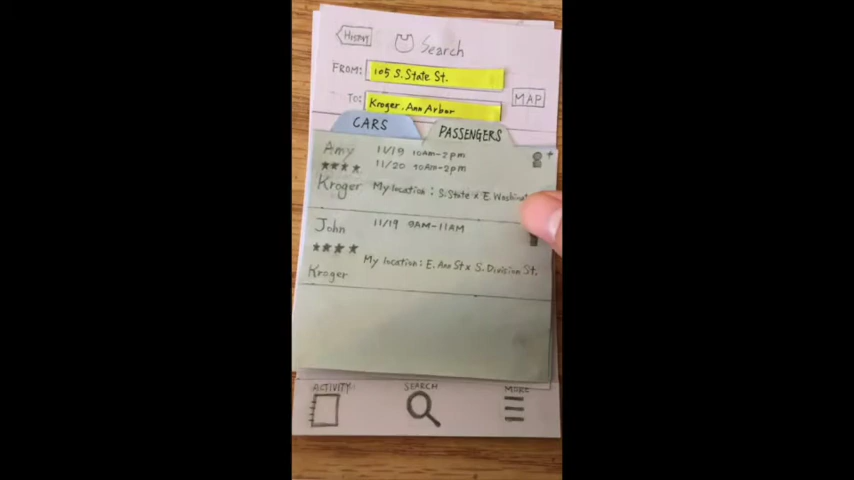 HISTORY
Search
FROM: 105 S.State St.
TO: Kroger, Ann Arbor
MAP
CARS
PASSENGERS
Amy 11/19 10AM-2pm
11/20 10AM-2pm
Kroger My location: S.State x E.
John 11/19 9AM-11AM
My location: E. Ann St x S. Division St.
Kroger
ACTIVITY
SEARCH
MORE